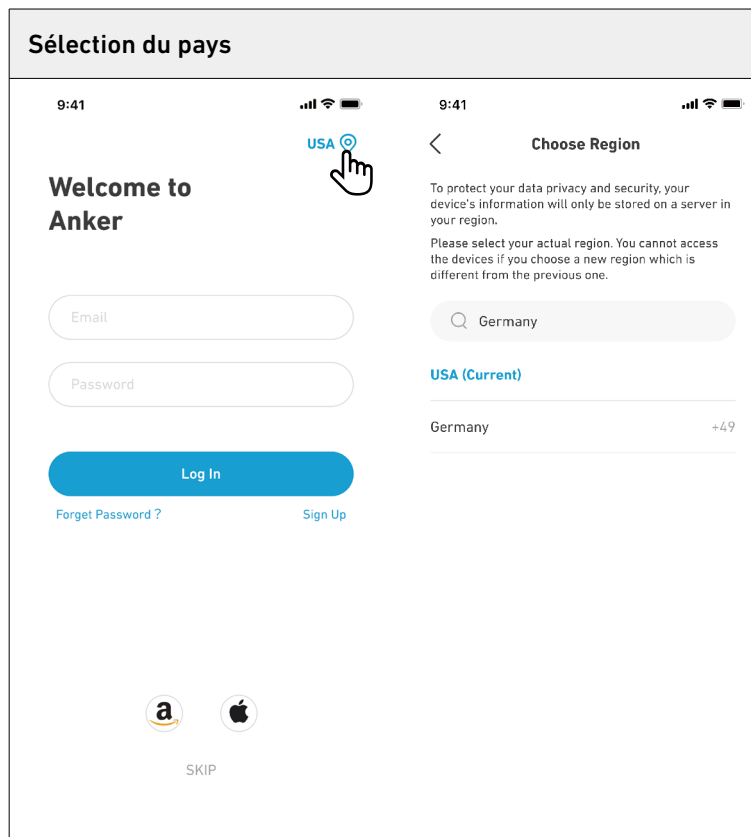 Sélection du pays
9:41
USA
Welcome to
Anker
Email
Password
Log In
Forget Password ?
Sign Up
a
SKIP
9:41
Choose Region
To protect your data privacy and security, your
device's information will only be stored on a server in
your region.
Please select your actual region. You cannot access
the devices if you choose a new region which is
different from the previous one.
Germany
USA (Current)
Germany +49